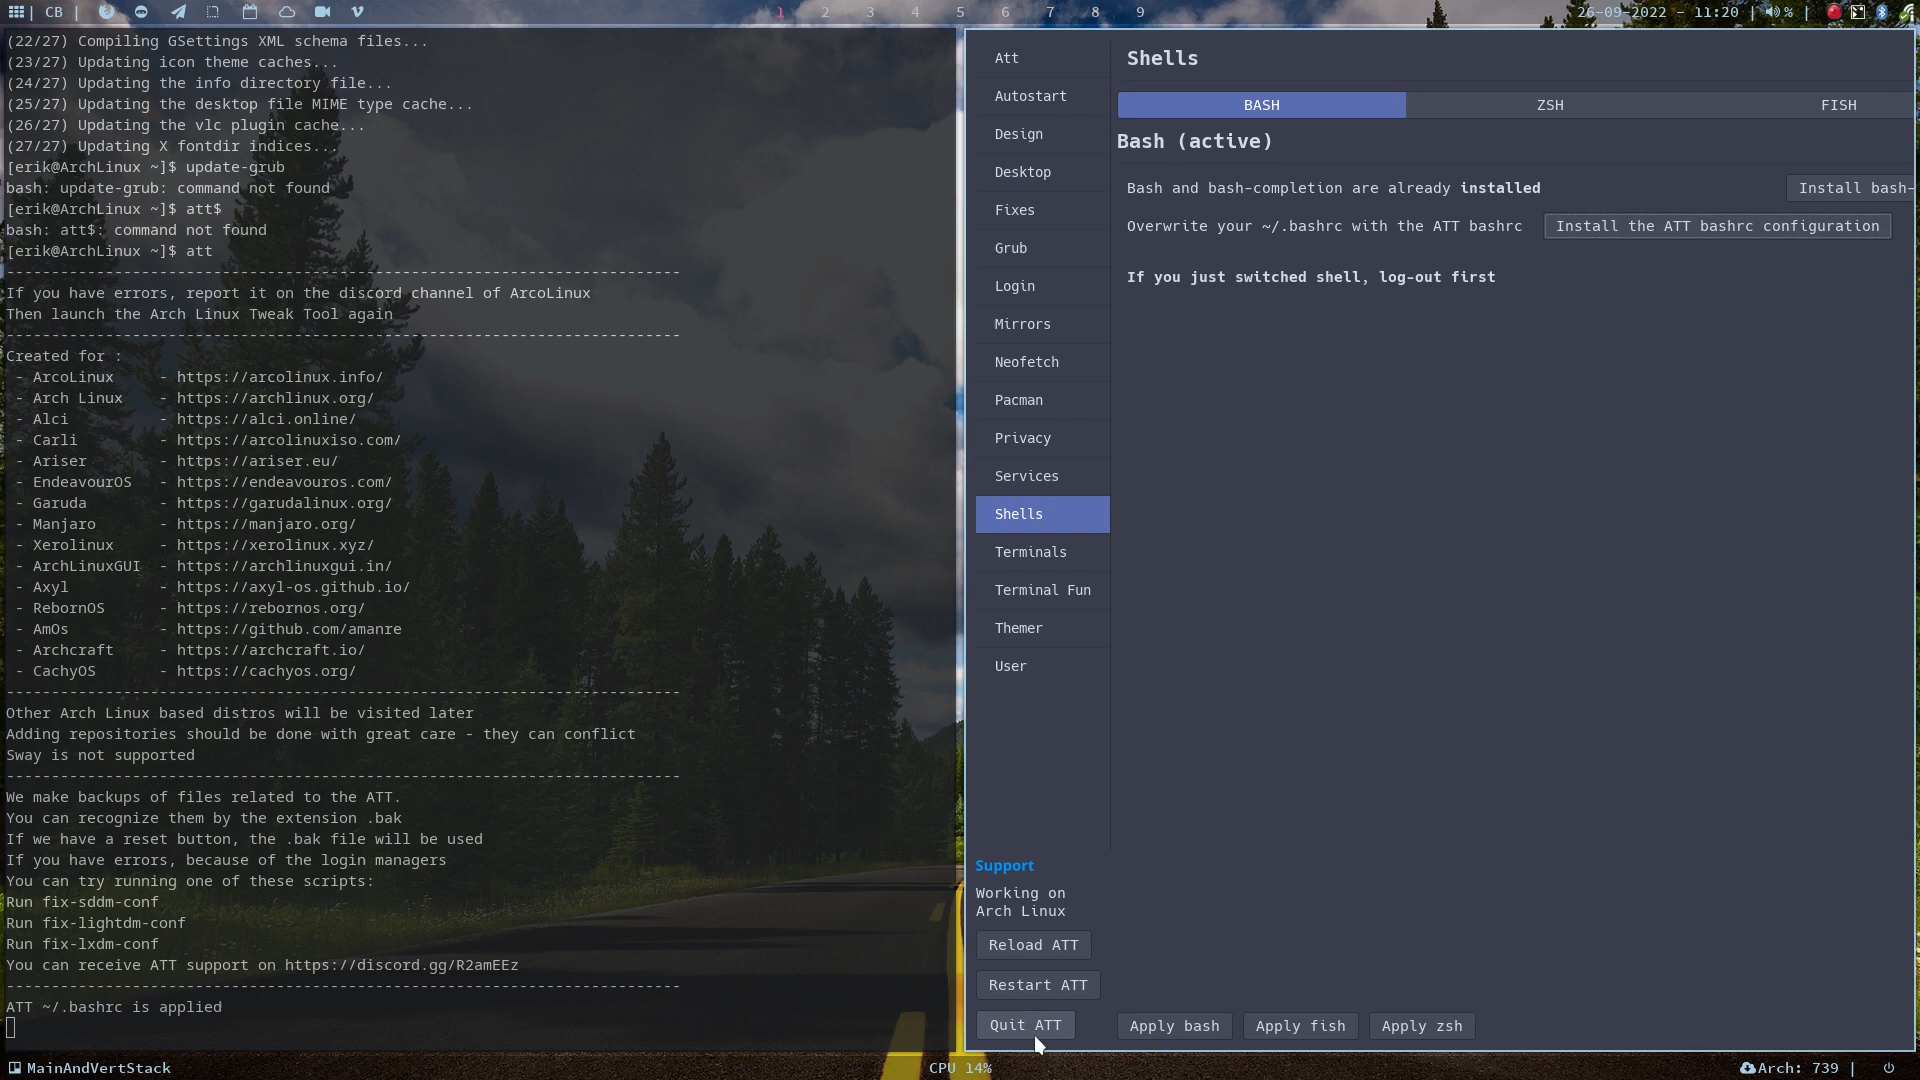 | CB |
1 2 3 4 5 6 7 8 9
26-09-2022 - 11:20 | % |
(22/27) Compiling GSettings XML schema files...
(23/27) Updating icon theme caches...
(24/27) Updating the info directory file...
(25/27) Updating the desktop file MIME type cache...
(26/27) Updating the vlc plugin cache...
(27/27) Updating X fontdir indices...
[erik@ArchLinux ~]$ update-grub
bash: update-grub: command not found
[erik@ArchLinux ~]$ att$
bash: att$: command not found
[erik@ArchLinux ~]$ att
---------------------------------------------------------------------------
If you have errors, report it on the discord channel of ArcoLinux
Then launch the Arch Linux Tweak Tool again
---------------------------------------------------------------------------
Created for :
- ArcoLinux - https://arcolinux.info/
- Arch Linux - https://archlinux.org/
- Alci - https://alci.online/
- Carli - https://arcolinuxiso.com/
- Ariser - https://ariser.eu/
- EndeavourOS - https://endeavouros.com/
- Garuda - https://garudalinux.org/
- Manjaro - https://manjaro.org/
- Xerolinux - https://xerolinux.xyz/
- ArchLinuxGUI - https://archlinuxgui.in/
- Axyl - https://axyl-os.github.io/
- RebornOS - https://rebornos.org/
- AmOs - https://github.com/amanre
- Archcraft - https://archcraft.io/
- CachyOS - https://cachyos.org/
---------------------------------------------------------------------------
Other Arch Linux based distros will be visited later
Adding repositories should be done with great care - they can conflict
Sway is not supported
---------------------------------------------------------------------------
We make backups of files related to the ATT.
You can recognize them by the extension .bak
If we have a reset button, the .bak file will be used
If you have errors, because of the login managers
You can try running one of these scripts:
Run fix-sddm-conf
Run fix-lightdm-conf
Run fix-lxdm-conf
You can receive ATT support on https://discord.gg/R2amEEz
---------------------------------------------------------------------------
ATT ~/.bashrc is applied
Att
Autostart
Design
Desktop
Fixes
Grub
Login
Mirrors
Neofetch
Pacman
Privacy
Services
Shells
Terminals
Terminal Fun
Themer
User
Support
Working on
Arch Linux
Reload ATT
Restart ATT
Quit ATT
Shells
BASH ZSH FISH
Bash (active)
Bash and bash-completion are already installed Install bash-
Overwrite your ~/.bashrc with the ATT bashrc Install the ATT bashrc configuration
If you just switched shell, log-out first
Apply bash Apply fish Apply zsh
MainAndVertStack
CPU 14%
Arch: 739 |